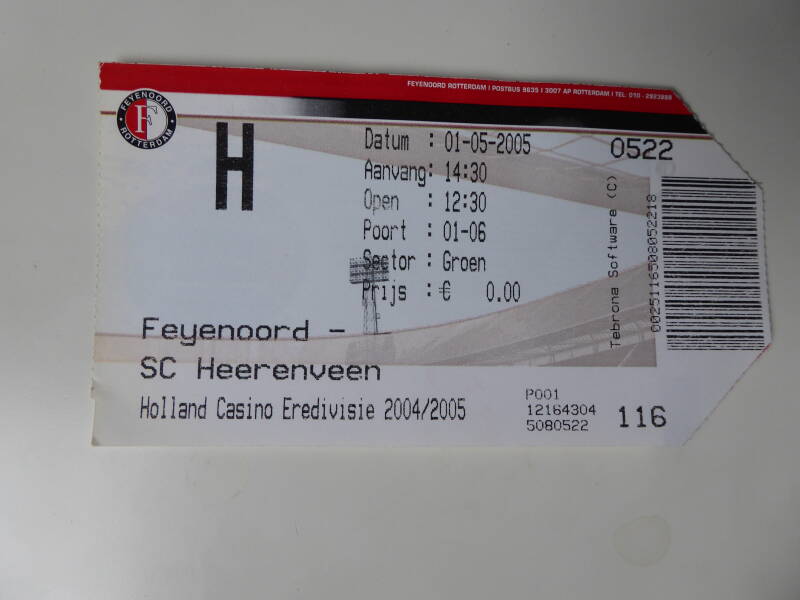 FEYENOORD ROTTERDAM | POSTBUS 9635 | 3007 AP ROTTERDAM | TEL: 010 - 2923888
FEYENOORD
F
ROTTERDAM
H
Datum : 01-05-2005
Aanvang: 14:30
Open : 12:30
Poort : 01-06
Sector : Groen
Prijs : € 0.00
0522
Feyenoord -
SC Heerenveen
Holland Casino Eredivisie 2004/2005
P001
12164304
5080522
116
Tebrona Software (C)
0025116508052218